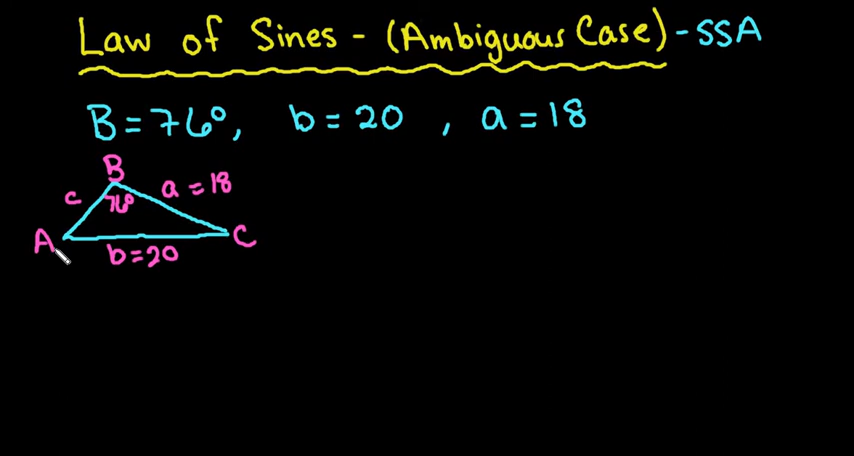 Law of Sines - (Ambiguous Case) - SSA
B = 76°, b = 20, a = 18
B
c 76° a = 18
A C
b = 20